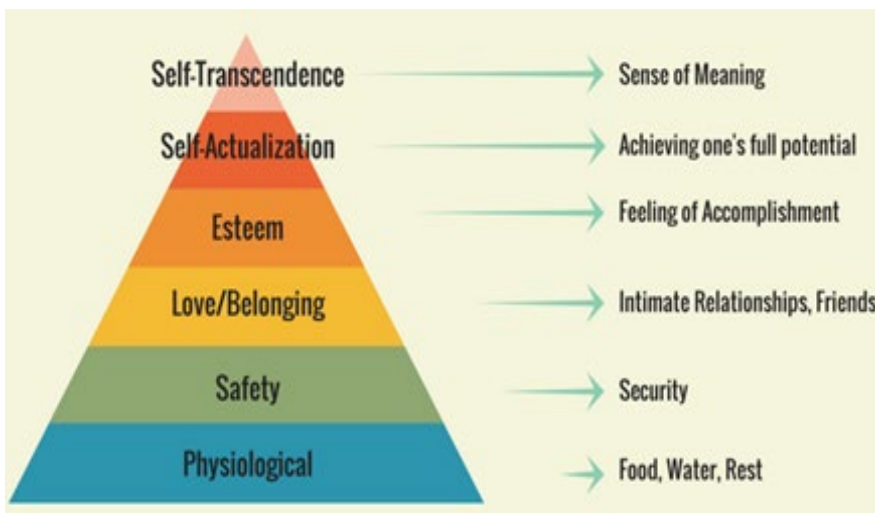 Self-Transcendence
Sense of Meaning
Self-Actualization
Achieving one's full potential
Esteem
Feeling of Accomplishment
Love/Belonging
Intimate Relationships, Friends
Safety
Security
Physiological
Food, Water, Rest